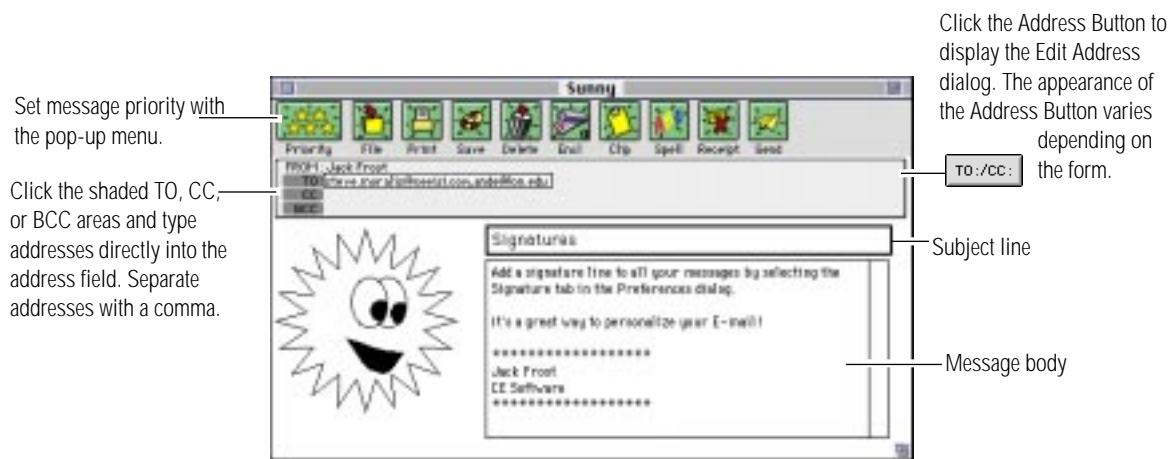 Set message priority with
the pop-up menu.
Click the shaded TO, CC,
or BCC areas and type
addresses directly into the
address field. Separate
addresses with a comma.
Sunny
Priority File Print Save Delete Encl Clip Spell Receipt Send
FROM: Jack Frost
TO
CC
BCC
Signatures
Add a signature line to all your messages by selecting the
Signature tab in the Preferences dialog.
It's a great way to personalize your E-mail!
******************
Jack Frost
CE Software
******************
Click the Address Button to
display the Edit Address
dialog. The appearance of
the Address Button varies
depending on
TO:/CC: the form.
Subject line
Message body